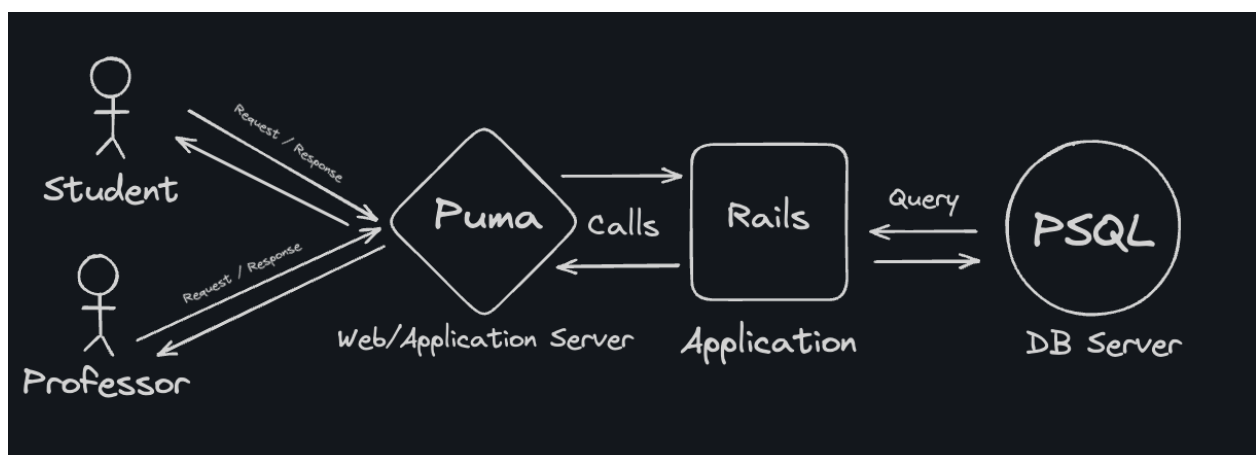 Student
Request / Response
Professor
Request / Response
Puma
Web/Application Server
Calls
Rails
Application
Query
PSQL
DB Server